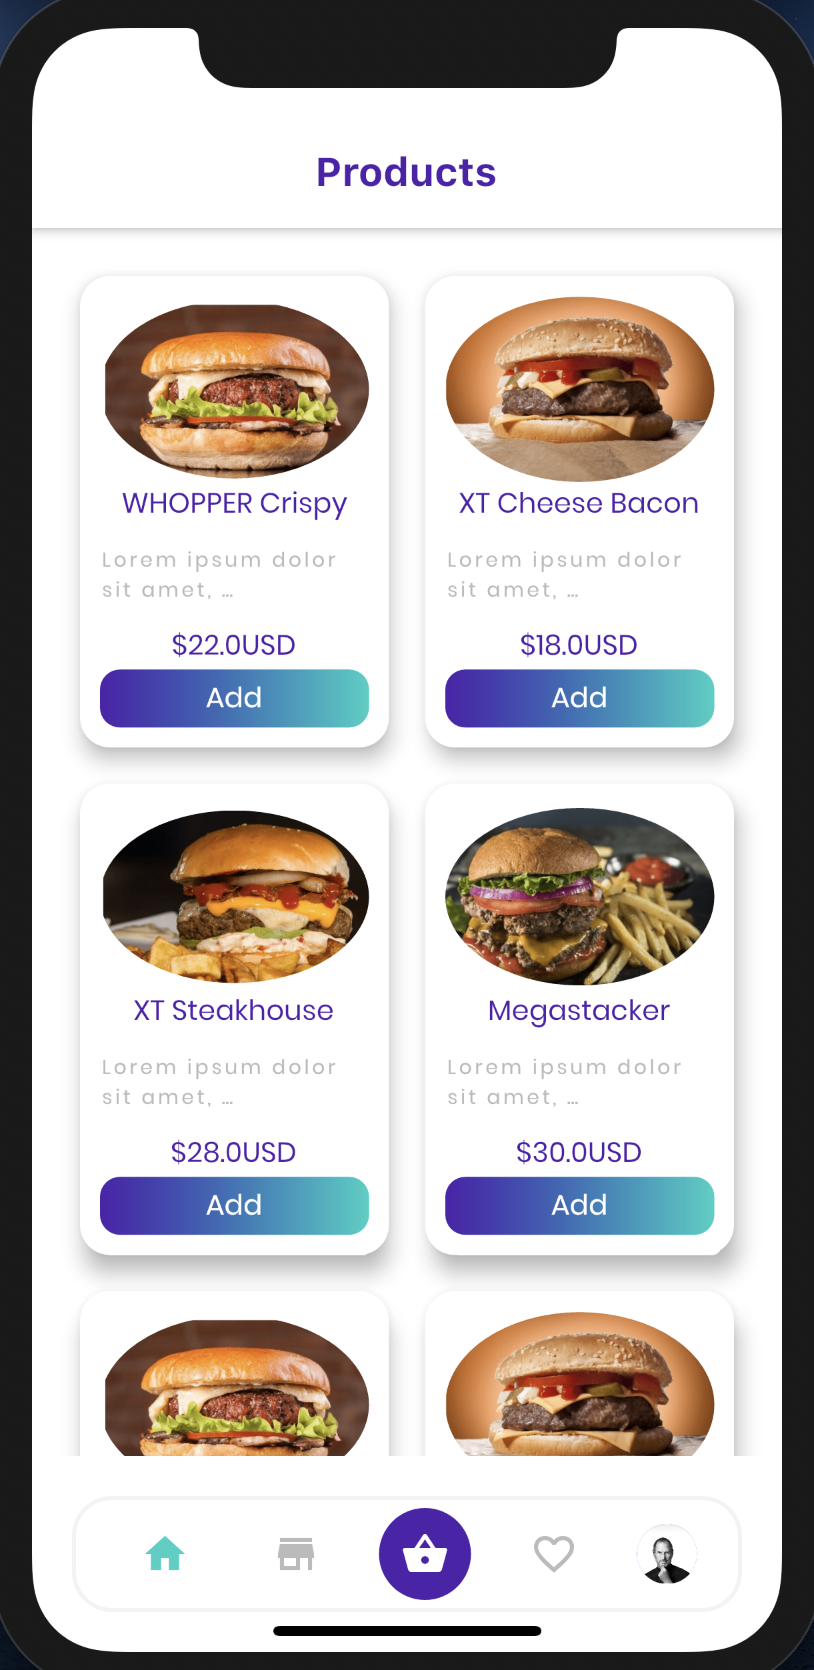 Products
WHOPPER Crispy
XT Cheese Bacon
Lorem ipsum dolor
sit amet, ...
Lorem ipsum dolor
sit amet, ...
$22.0USD
$18.0USD
Add
Add
XT Steakhouse
Megastacker
Lorem ipsum dolor
sit amet, ...
Lorem ipsum dolor
sit amet, ...
$28.0USD
$30.0USD
Add
Add